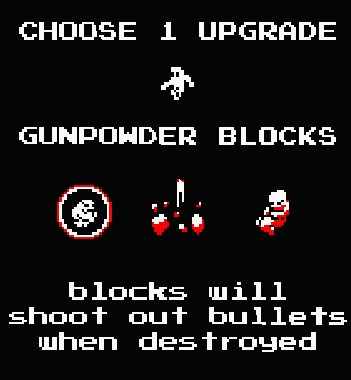 CHOOSE 1 UPGRADE
GUNPOWDER BLOCKS
blocks will
shoot out bullets
when destroyed